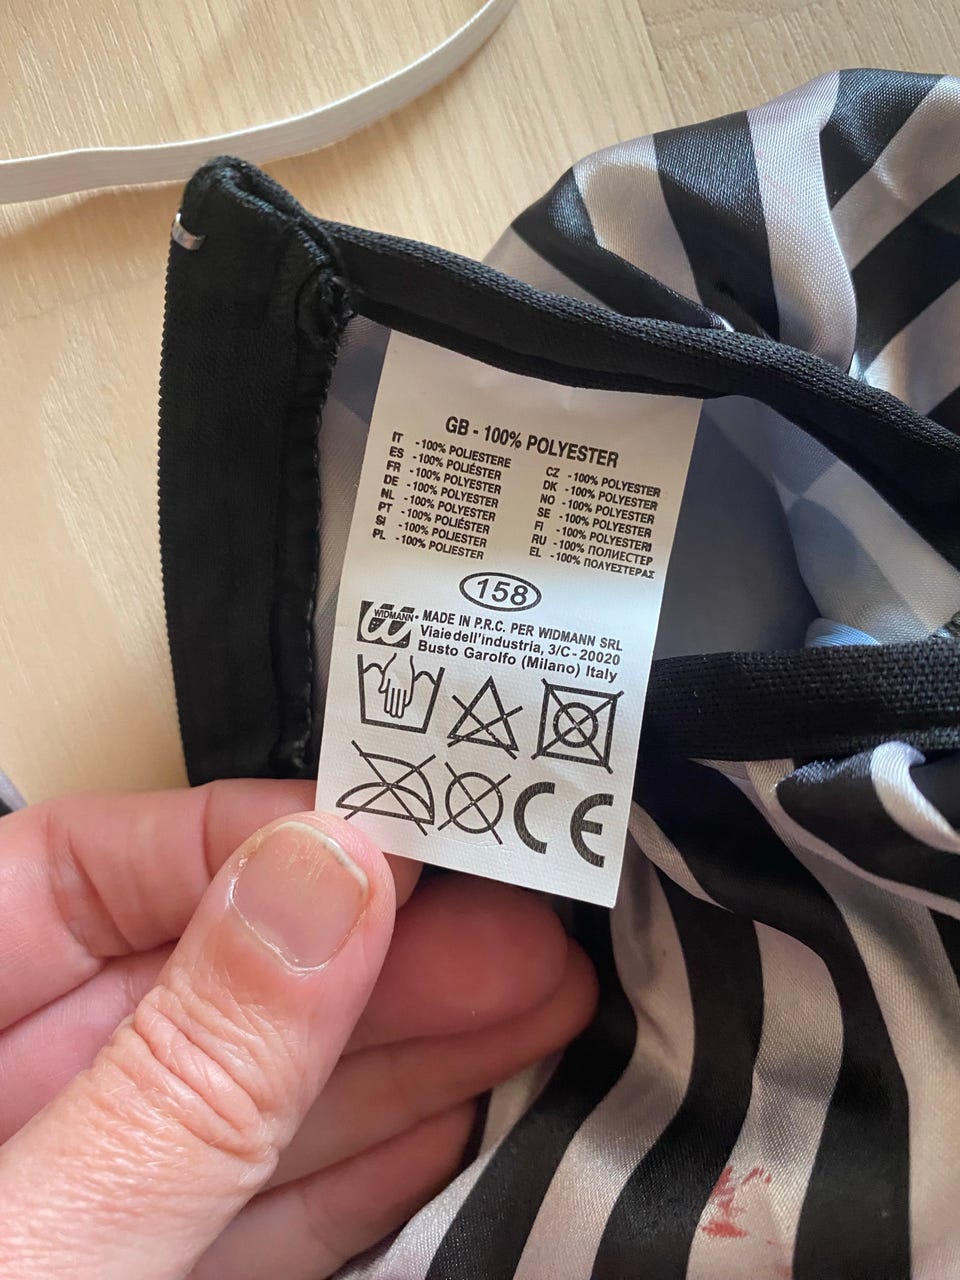 GB - 100% POLYESTER
IT - 100% POLIESTERE
ES - 100% POLIÉSTER
FR - 100% POLYESTER
DE - 100% POLYESTER
NL - 100% POLYESTER
PT - 100% POLIÉSTER
SI - 100% POLIESTER
PL - 100% POLIESTER
CZ - 100% POLYESTER
DK - 100% POLYESTER
NO - 100% POLYESTER
SE - 100% POLYESTER
FI - 100% POLYESTERI
RU - 100% ПОЛИЕСТЕР
EL - 100% ΠΟΛΥΕΣΤΕΡΑΣ
158
WIDMANN
MADE IN P.R.C. PER WIDMANN SRL
Viale dell'industria, 3/C - 20020
Busto Garolfo (Milano) Italy
CE